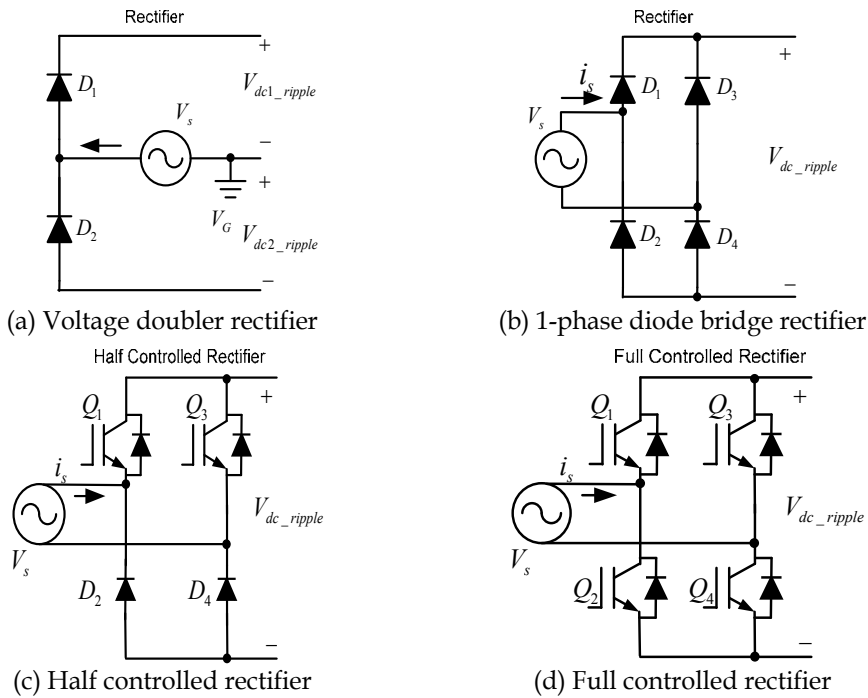 Rectifier
+
D1
Vdc1_ripple
Vs
−
+
VG
D2
Vdc2_ripple
−
(a) Voltage doubler rectifier
Rectifier
+
is
D1
D3
Vs
Vdc_ripple
D2
D4
−
(b) 1-phase diode bridge rectifier
Half Controlled Rectifier
+
Q1
Q3
is
Vdc_ripple
Vs
D2
D4
−
(c) Half controlled rectifier
Full Controlled Rectifier
+
Q1
Q3
is
Vdc_ripple
Vs
Q2
Q4
−
(d) Full controlled rectifier